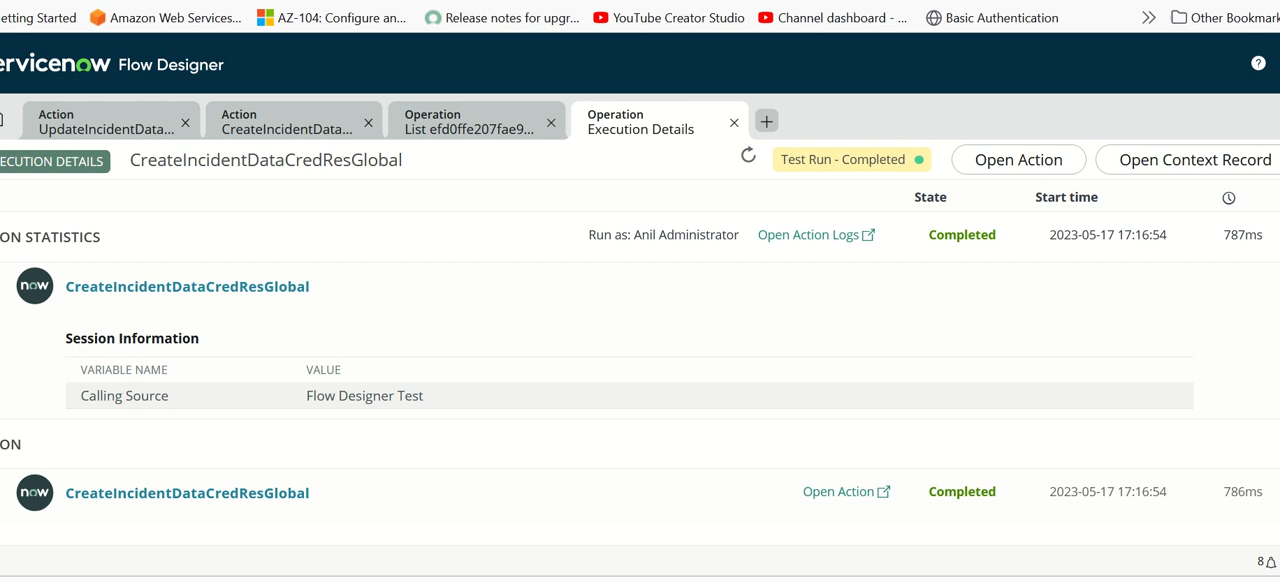 etting Started Amazon Web Services... AZ-104: Configure an... Release notes for upgr... YouTube Creator Studio Channel dashboard - ... Basic Authentication Other Bookmark
ervicenow Flow Designer
Action Action Operation Operation
UpdateIncidentData... CreateIncidentData... List efd0ffe207fae9... Execution Details
ECUTION DETAILS CreateIncidentDataCredResGlobal Test Run - Completed Open Action Open Context Record
State Start time
ON STATISTICS Run as: Anil Administrator Open Action Logs Completed 2023-05-17 17:16:54 787ms
now CreateIncidentDataCredResGlobal
Session Information
VARIABLE NAME VALUE
Calling Source Flow Designer Test
ON
now CreateIncidentDataCredResGlobal Open Action Completed 2023-05-17 17:16:54 786ms
8